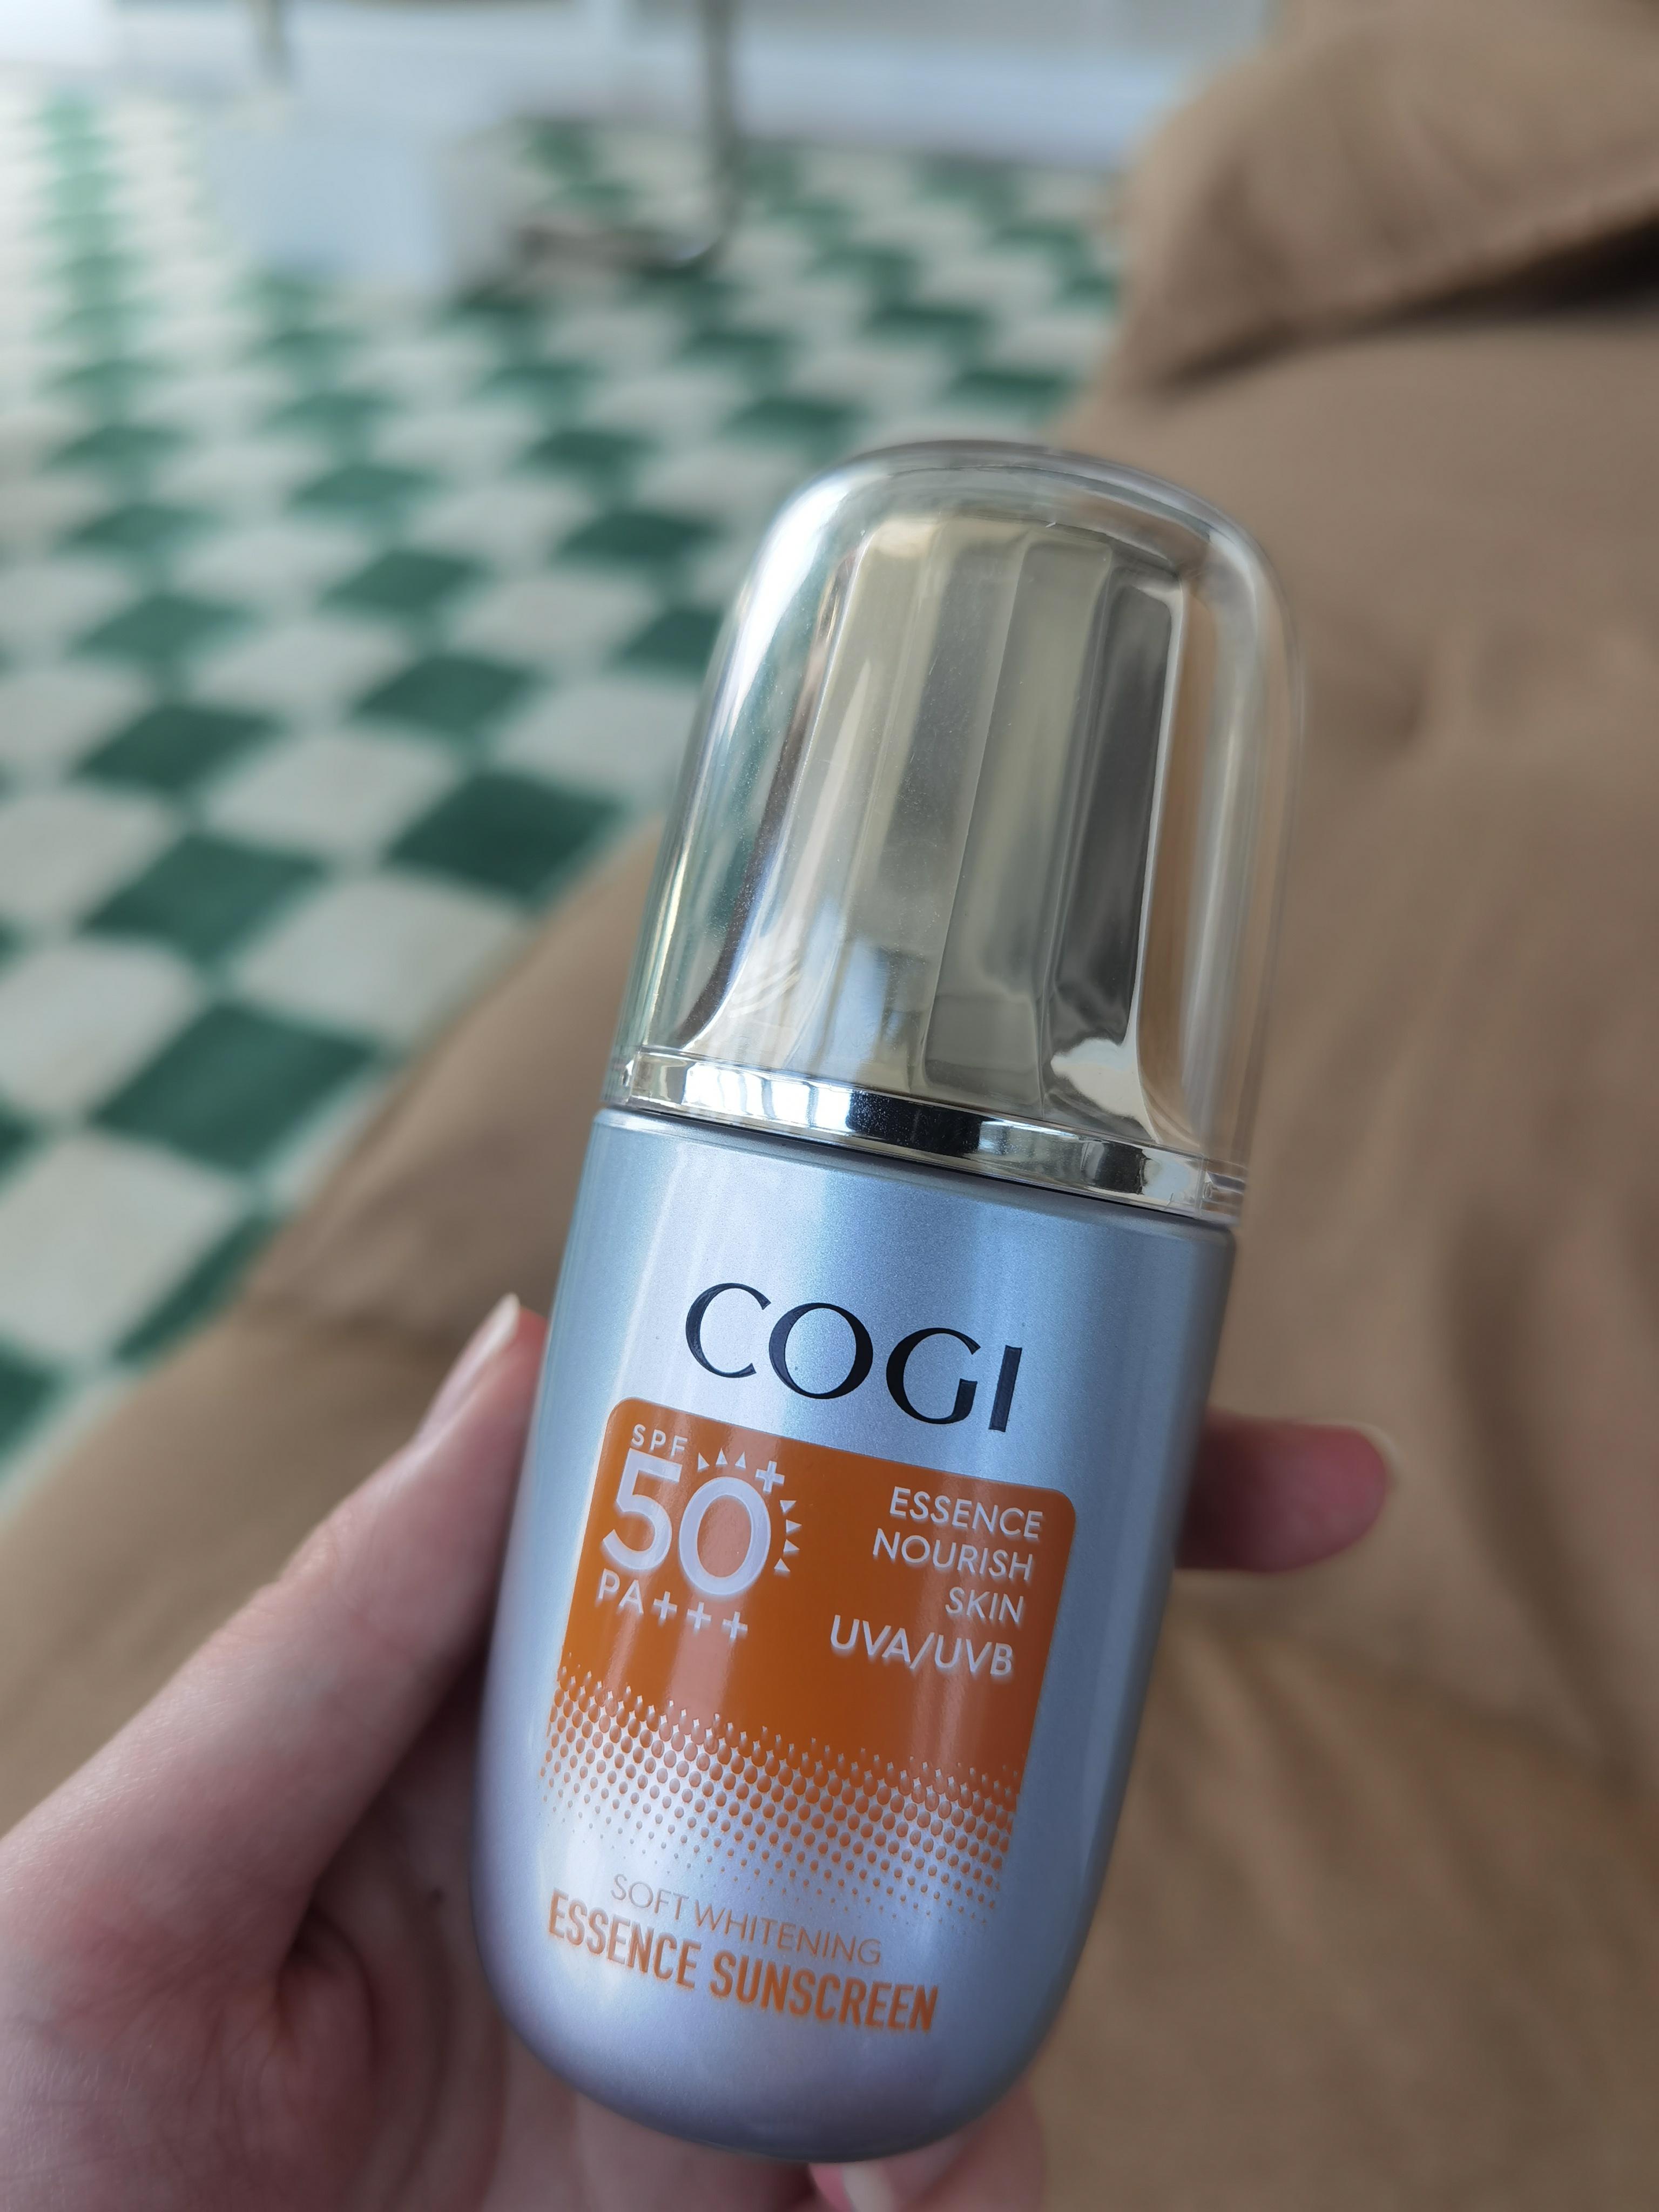 COGI
SPF
50+
PA+++
ESSENCE
NOURISH
SKIN
UVA/UVB
SOFT WHITENING
ESSENCE SUNSCREEN